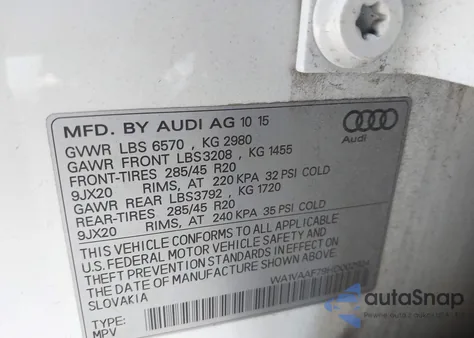 MFD. BY AUDI AG 10 15
GVWR LBS 6570 , KG 2980
GAWR FRONT LBS3208 , KG 1455
FRONT-TIRES 285/45 R20
9JX20 RIMS, AT 220 KPA 32 PSI COLD
GAWR REAR LBS3792 , KG 1720
REAR-TIRES 285/45 R20
9JX20 RIMS, AT 240 KPA 35 PSI COLD
Audi
THIS VEHICLE CONFORMS TO ALL APPLICABLE
U.S. FEDERAL MOTOR VEHICLE SAFETY AND
THEFT PREVENTION STANDARDS IN EFFECT ON
THE DATE OF MANUFACTURE SHOWN ABOVE.
SLOVAKIA
TYPE:
MPV
autoSnap